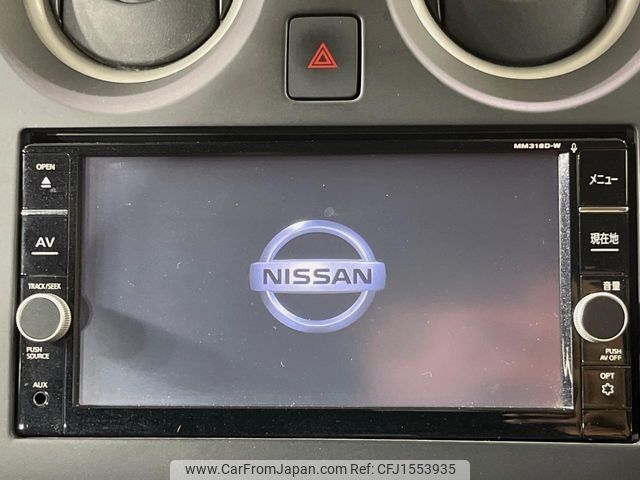 MM318D-W
OPEN
メニュー
AV
現在地
NISSAN
TRACK/SEEK
音量
PUSH
SOURCE
PUSH
AV OFF
AUX
OPT
www.CarFromJapan.com | © CarFromJapan | CFJ1553935